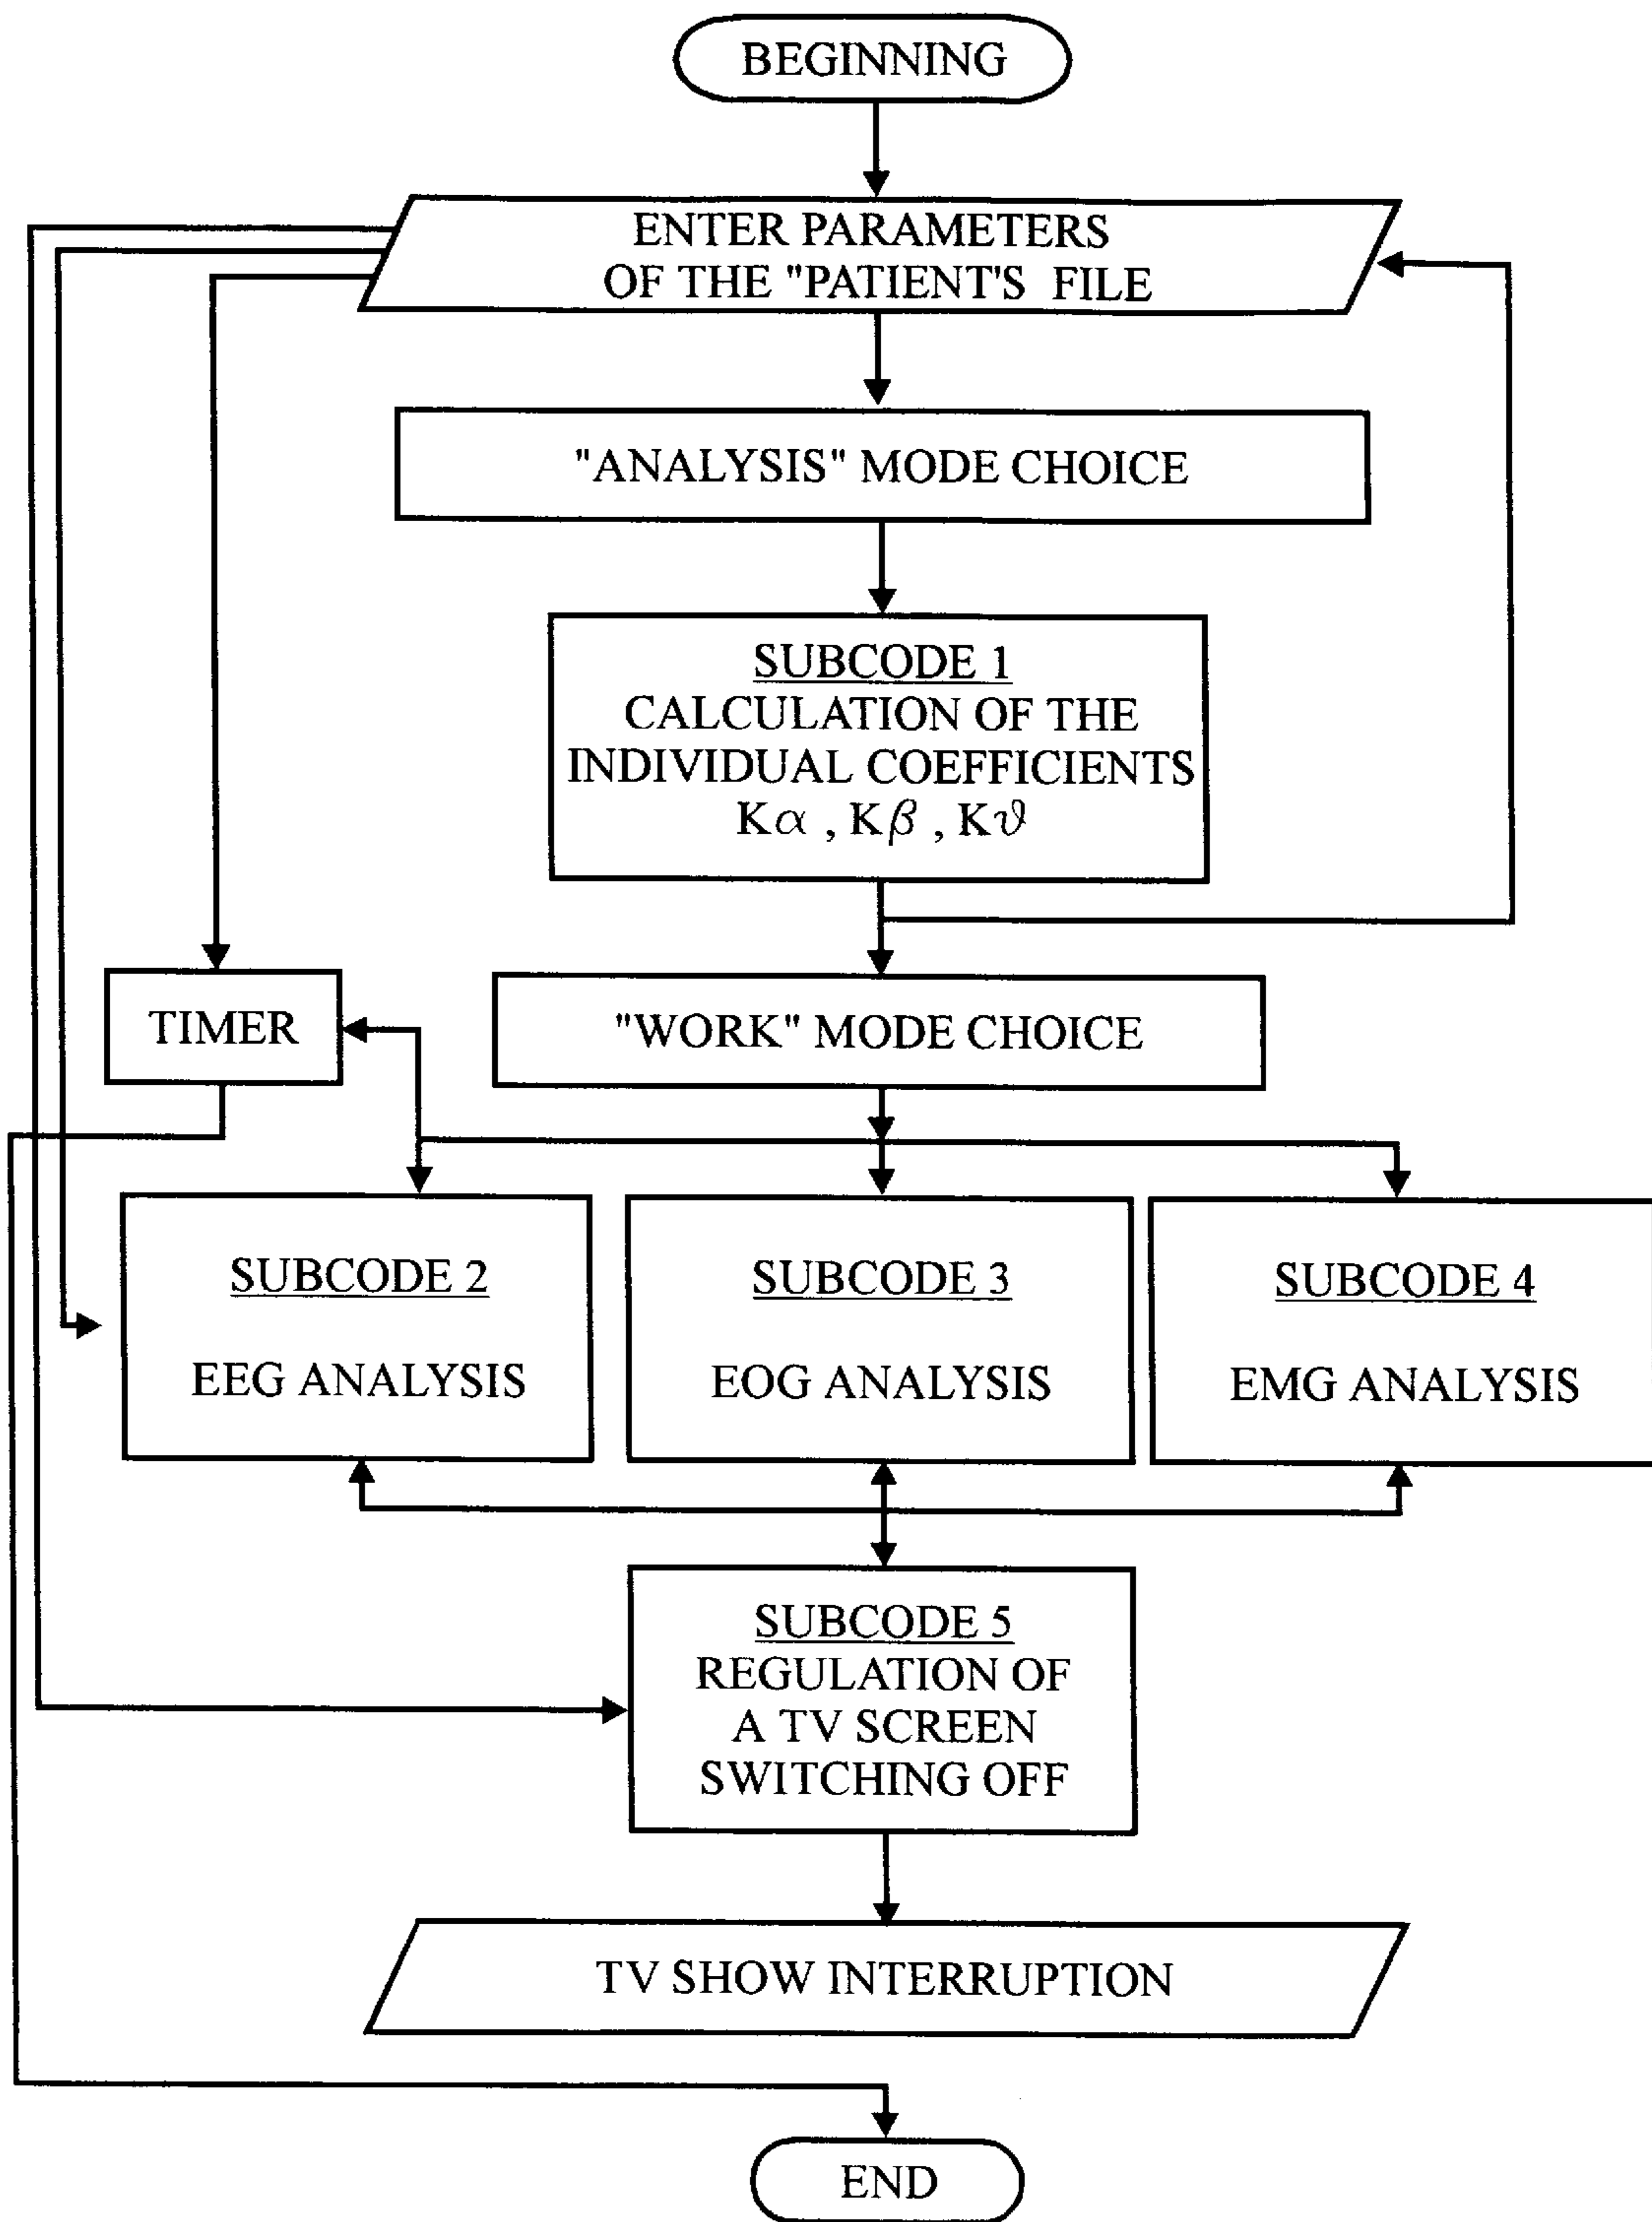 BEGINNING
ENTER PARAMETERS
OF THE "PATIENT'S FILE
"ANALYSIS" MODE CHOICE
SUBCODE 1
CALCULATION OF THE
INDIVIDUAL COEFFICIENTS
Kα , Kβ , Kϑ
TIMER
"WORK" MODE CHOICE
SUBCODE 2
EEG ANALYSIS
SUBCODE 3
EOG ANALYSIS
SUBCODE 4
EMG ANALYSIS
SUBCODE 5
REGULATION OF
A TV SCREEN
SWITCHING OFF
TV SHOW INTERRUPTION
END